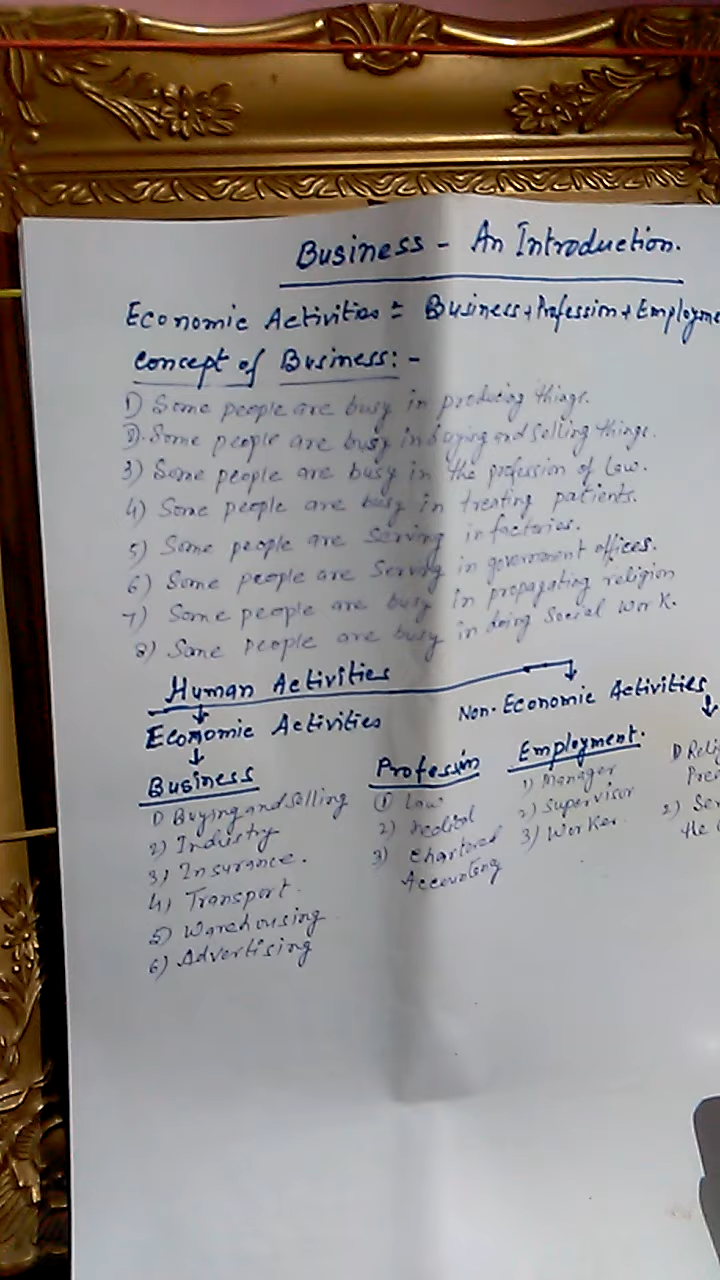 Business - An Introduction.
Economic Activities = Business + Profession + Employme
Concept of Business: -
1) Some people are busy in producing things.
2). Some people are busy in buying and selling things.
3) Some people are busy in the profession of Law.
4) Some people are busy in treating patients.
5) Some people are serving in factories.
6) Some people are serving in government offices.
7) Some people are busy in propagating religion
8) Some people are busy in doing social work.
Human Activities
Economic Activities Non-Economic Activities
Business Profession Employment.
1) Buying and selling 1) Law 1) Manager 1) Reli
2) Industry 2) Medical 2) Supervisor
3) Insurance. 3) Chartered Accounting 3) Worker 2) Ser
4) Transport.
5) Warehousing
6) Advertising